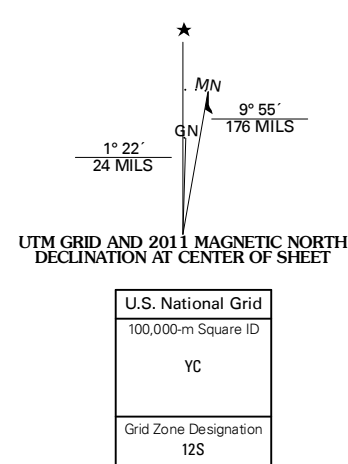 MN
GN
9° 55´
176 MILS
1° 22´
24 MILS
UTM GRID AND 2011 MAGNETIC NORTH
DECLINATION AT CENTER OF SHEET
U.S. National Grid
100,000-m Square ID
YC
Grid Zone Designation
12S